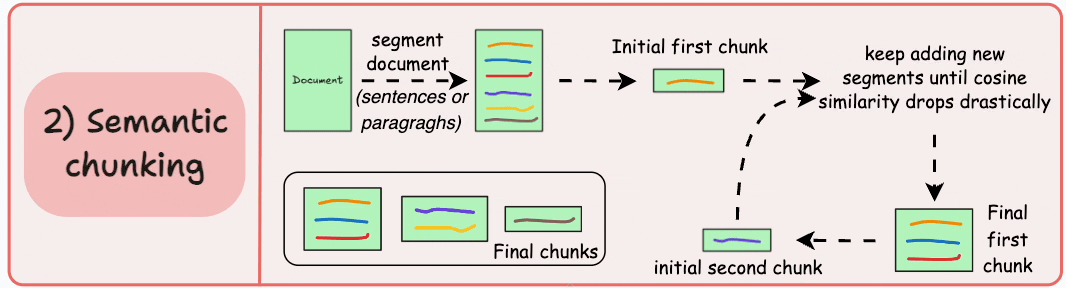 2) Semantic
chunking
Document
segment
document
(sentences or
paragraghs)
Initial first chunk
keep adding new
segments until cosine
similarity drops drastically
Final
first
chunk
initial second chunk
Final chunks